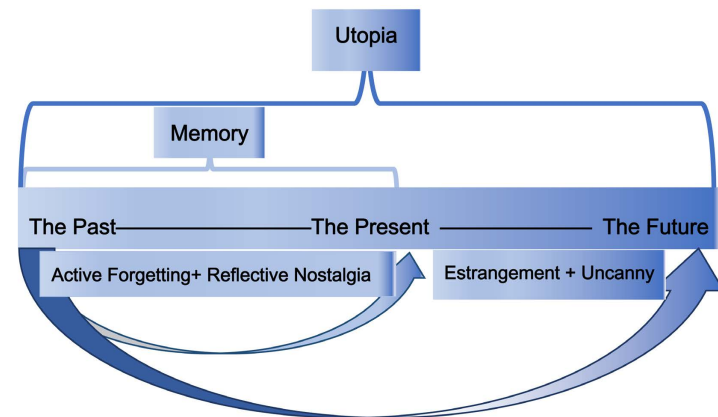 Utopia
Memory
The Past The Present The Future
Active Forgetting+ Reflective Nostalgia Estrangement + Uncanny